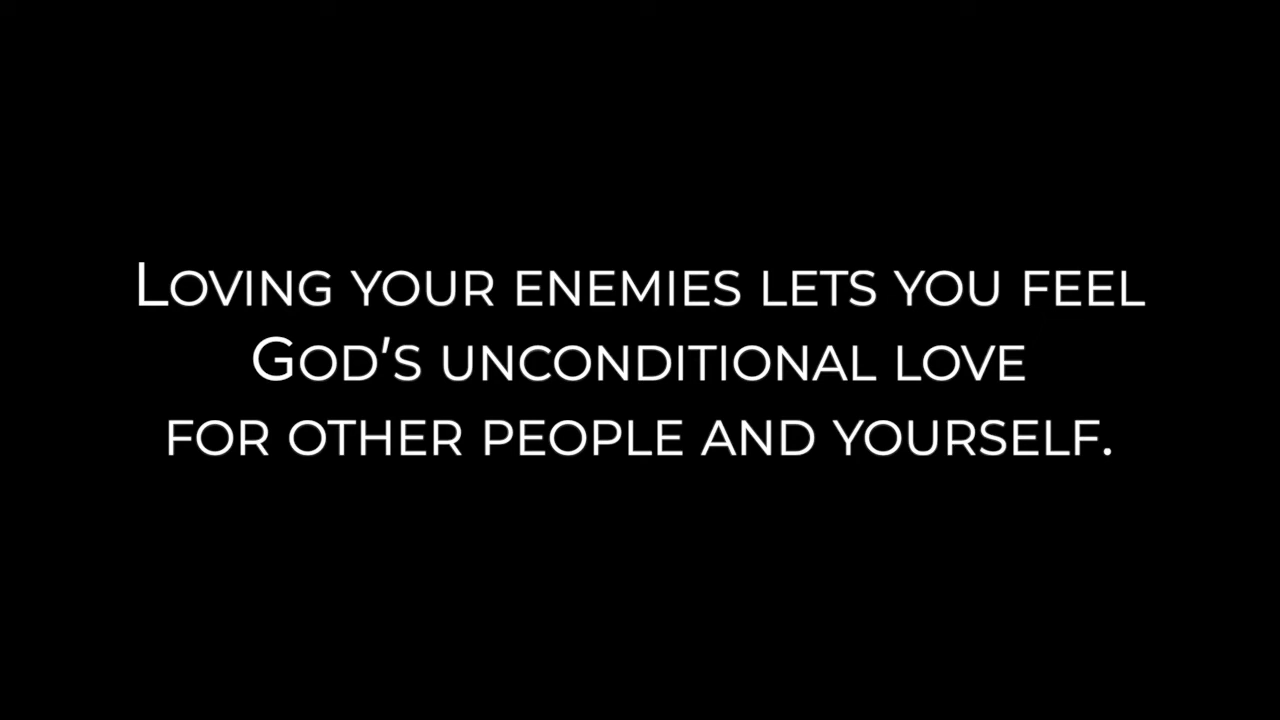 Loving your enemies lets you feel
God's unconditional love
for other people and yourself.